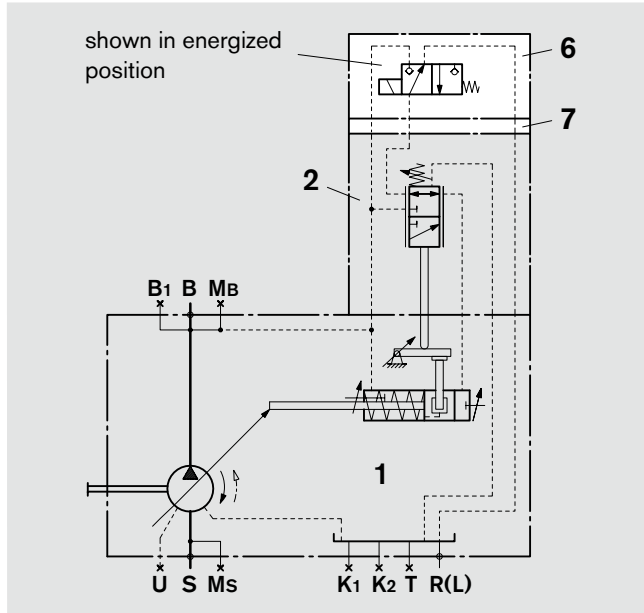 shown in energized
position
6
7
2
B1 B MB
1
U S MS K1 K2 T R(L)